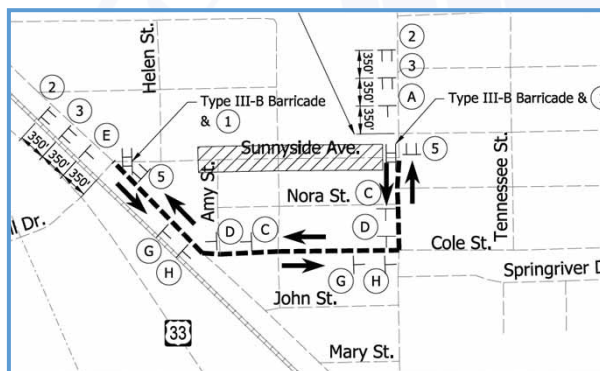 2
350'
3
350'
A
350'
Helen St.
2
3
E
Type III-B Barricade
& 1
Type III-B Barricade &
350'
350'
350'
Sunnyside Ave.
5
5
Amy St.
Nora St.
C
Tennessee St.
Dr.
D
C
D
Cole St.
G
H
G
H
Springriver
John St.
33
Mary St.